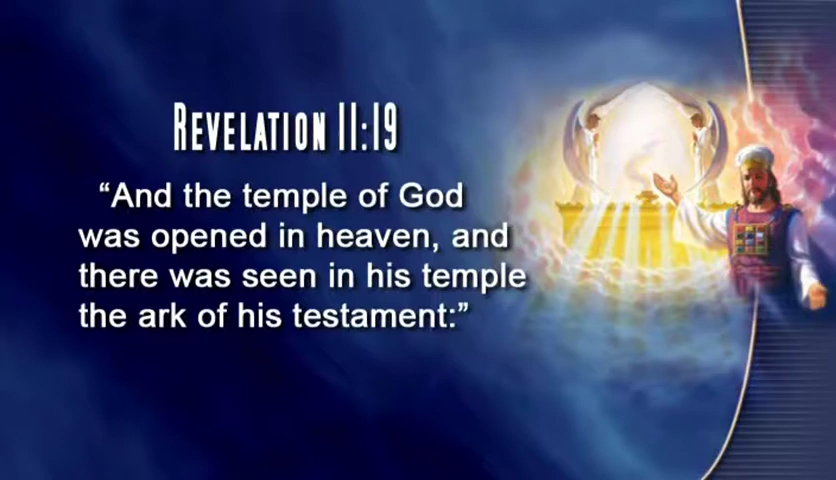 REVELATION 11:19
“And the temple of God
was opened in heaven, and
there was seen in his temple
the ark of his testament:”